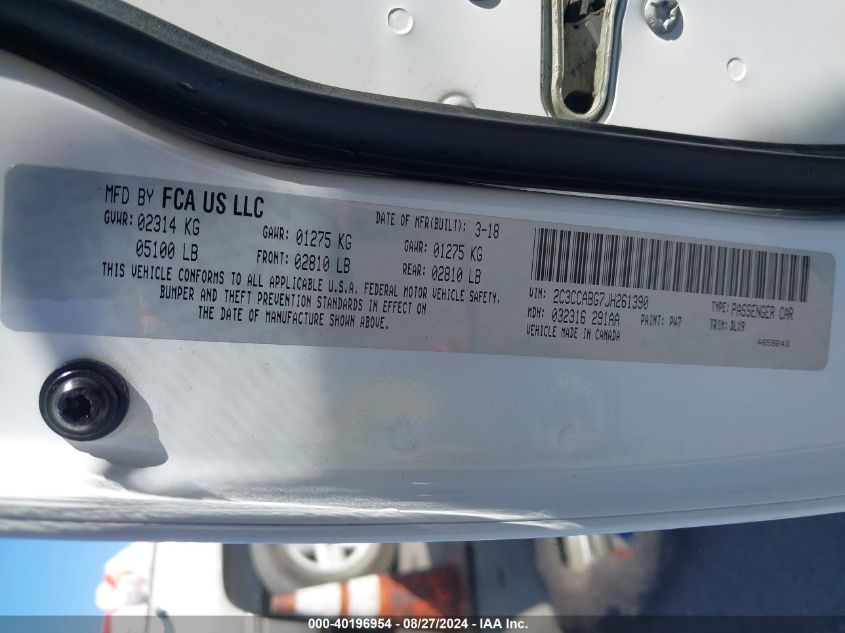 MFD BY FCA US LLC
DATE OF MFR(BUILT): 3-18
GVWR: 02314 KG GAWR: 01275 KG GAWR: 01275 KG
05100 LB FRONT: 02810 LB REAR: 02810 LB
THIS VEHICLE CONFORMS TO ALL APPLICABLE U.S.A. FEDERAL MOTOR VEHICLE SAFETY,
BUMPER AND THEFT PREVENTION STANDARDS IN EFFECT ON
THE DATE OF MANUFACTURE SHOWN ABOVE.
VIN: 2C3CCABG7JH261390 TYPE: PASSENGER CAR
MDH: 032316 291AA PAINT: PW7 TRIM: DLX9
VEHICLE MADE IN CANADA 4658643
000-40196954 - 08/27/2024 - IAA Inc.